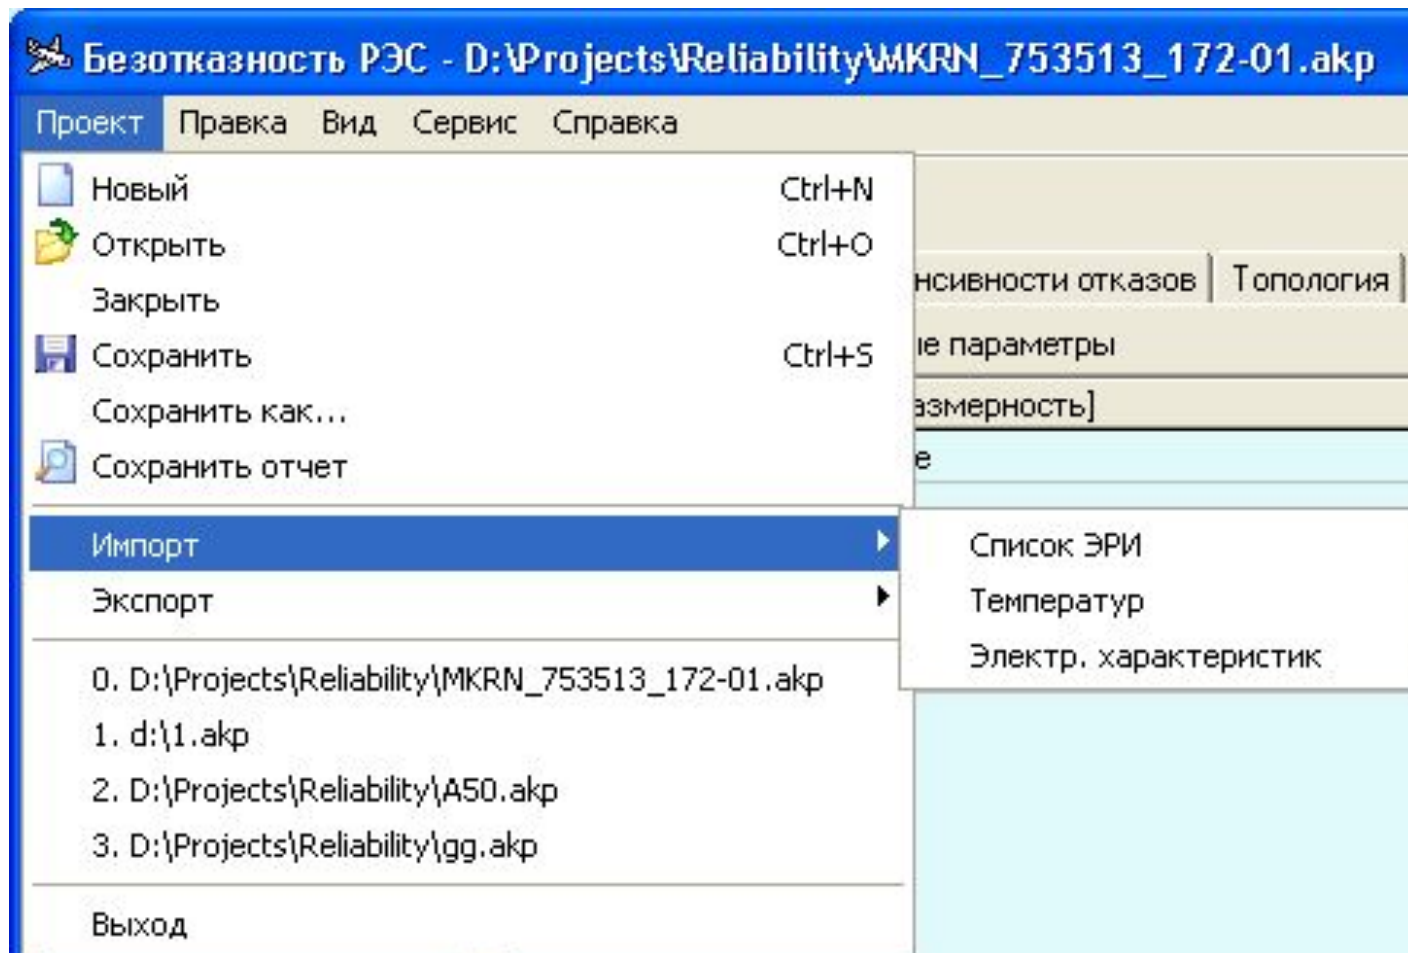 Безотказность РЭС - D:\Projects\Reliability\MKRN_753513_172-01.akp
Проект Правка Вид Сервис Справка
Новый Ctrl+N
Открыть Ctrl+O
Закрыть
Сохранить Ctrl+S
Сохранить как...
Сохранить отчет
Импорт
Экспорт
0. D:\Projects\Reliability\MKRN_753513_172-01.akp
1. d:\1.akp
2. D:\Projects\Reliability\A50.akp
3. D:\Projects\Reliability\gg.akp
Выход
Список ЭРИ
Температур
Электр. характеристик
нсивности отказов Топология
параметры
азмерность]
е